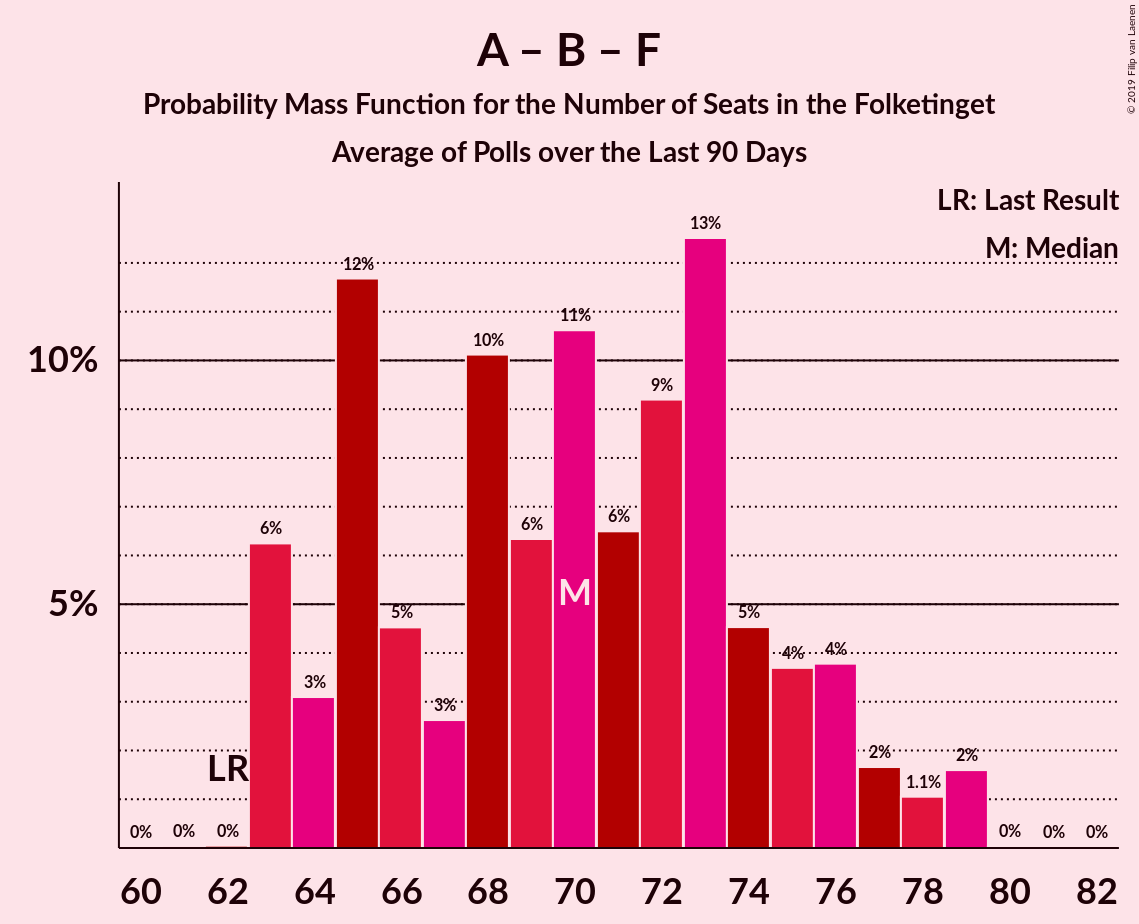 A – B – F
Probability Mass Function for the Number of Seats in the Folketinget
Average of Polls over the Last 90 Days
© 2019 Filip van Laenen
LR: Last Result
M: Median
10%
5%
0% 0% 0% 6% 3% 12% 5% 3% 10% 6% 11% 6% 9% 13% 5% 4% 4% 2% 1.1% 2% 0% 0% 0%
LR
M
60 62 64 66 68 70 72 74 76 78 80 82